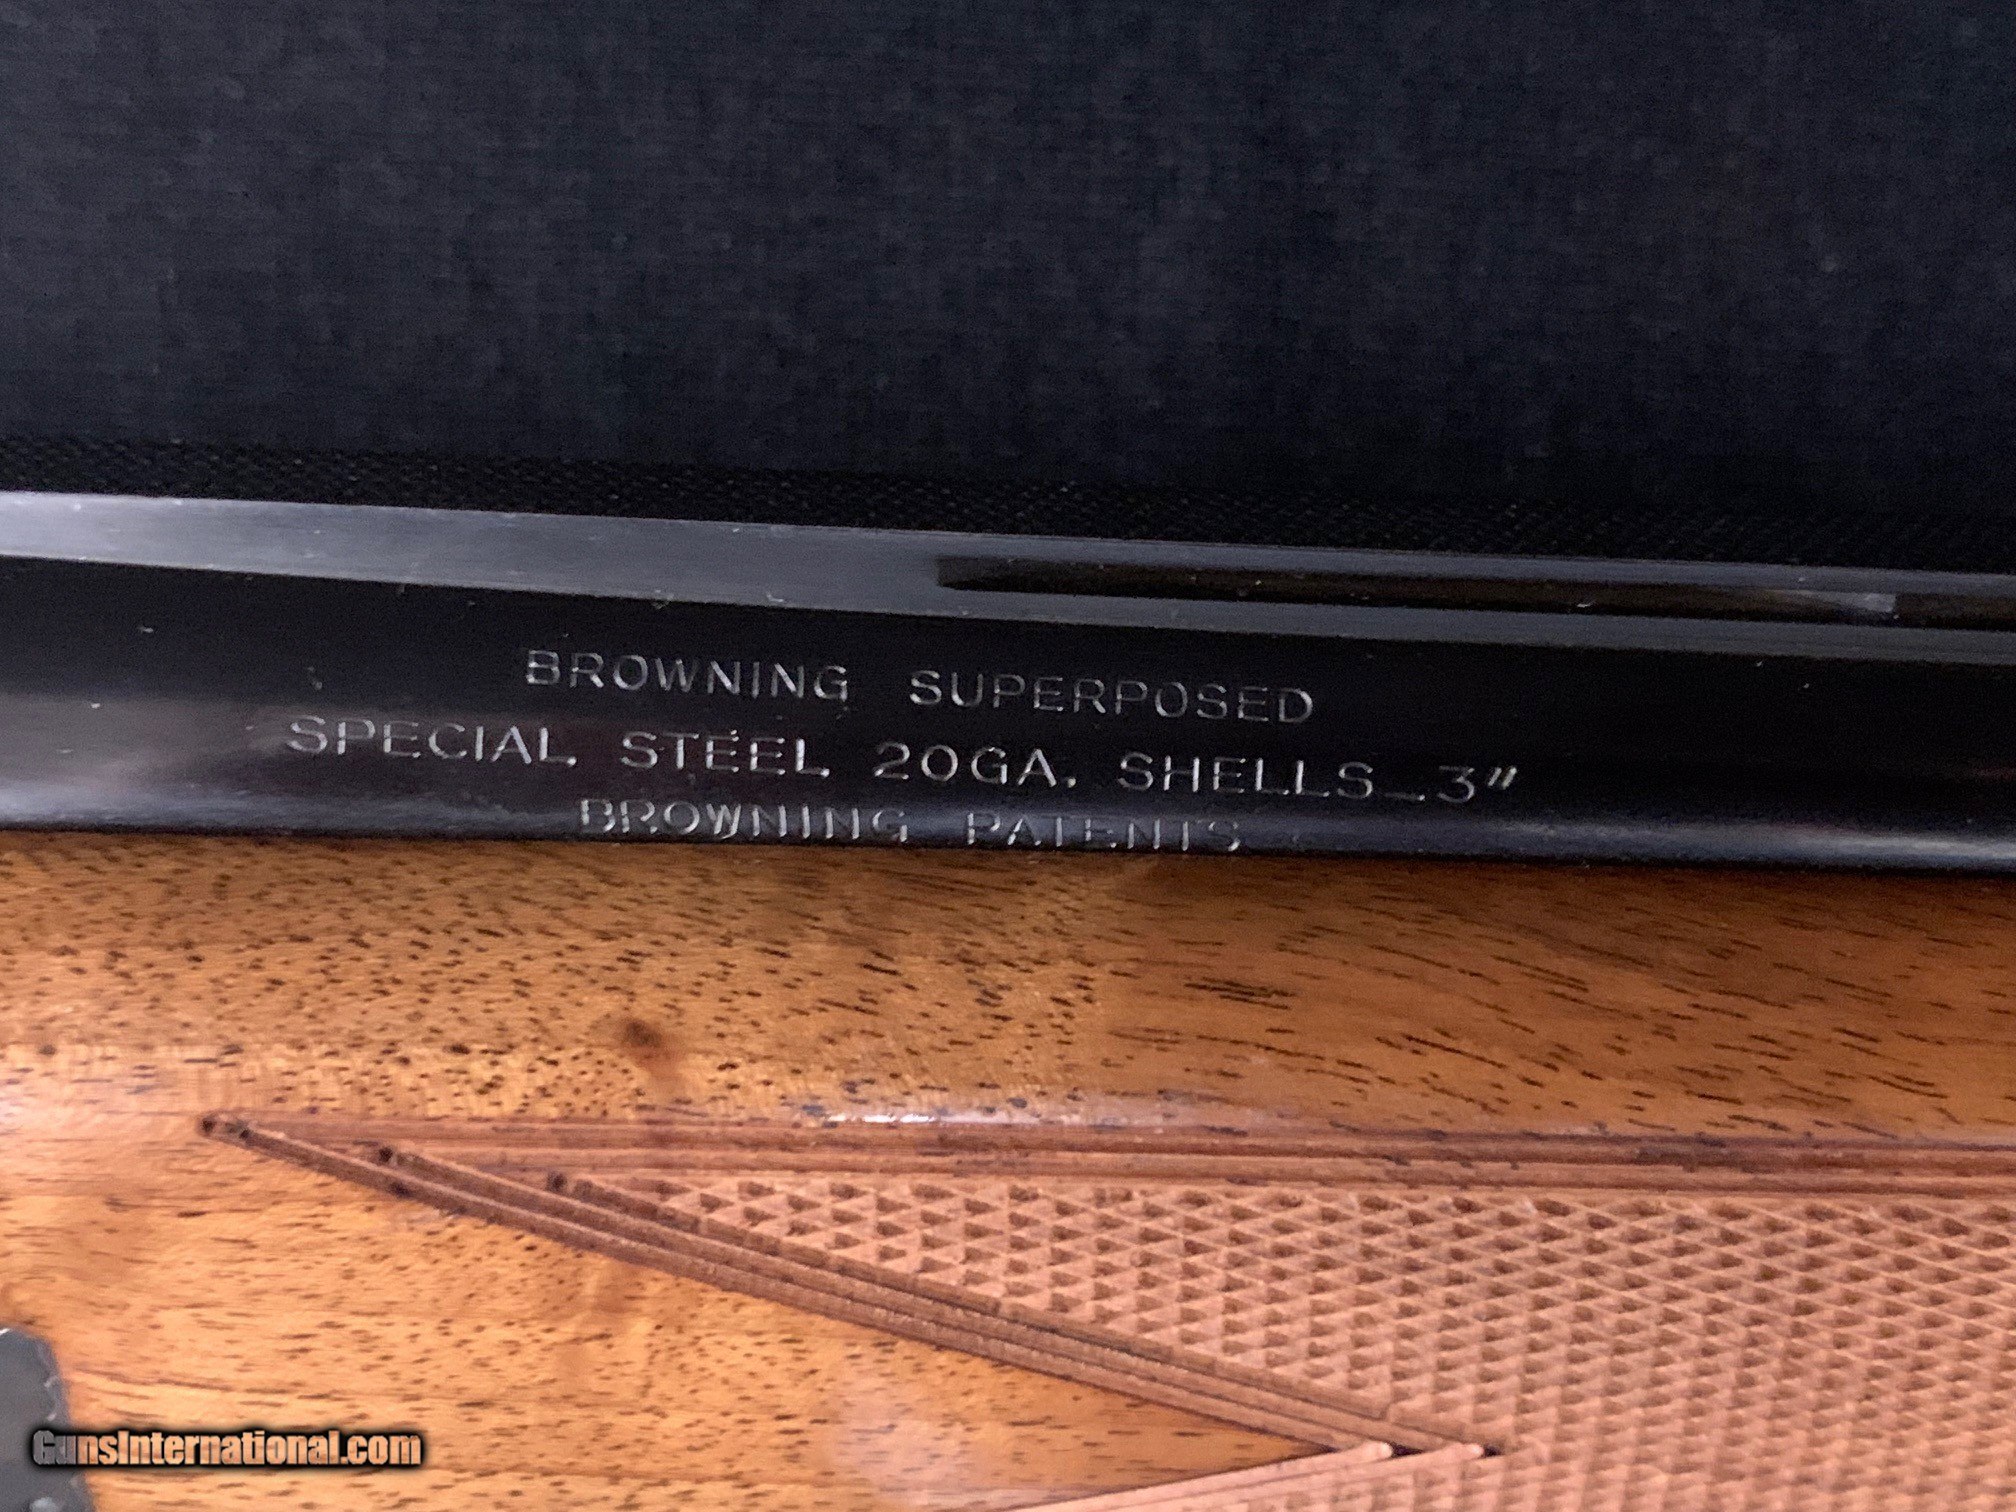 BROWNING SUPERPOSED
SPECIAL STEEL 20GA. SHELLS_3"
BROWNING PATENTS
GunsInternational.com